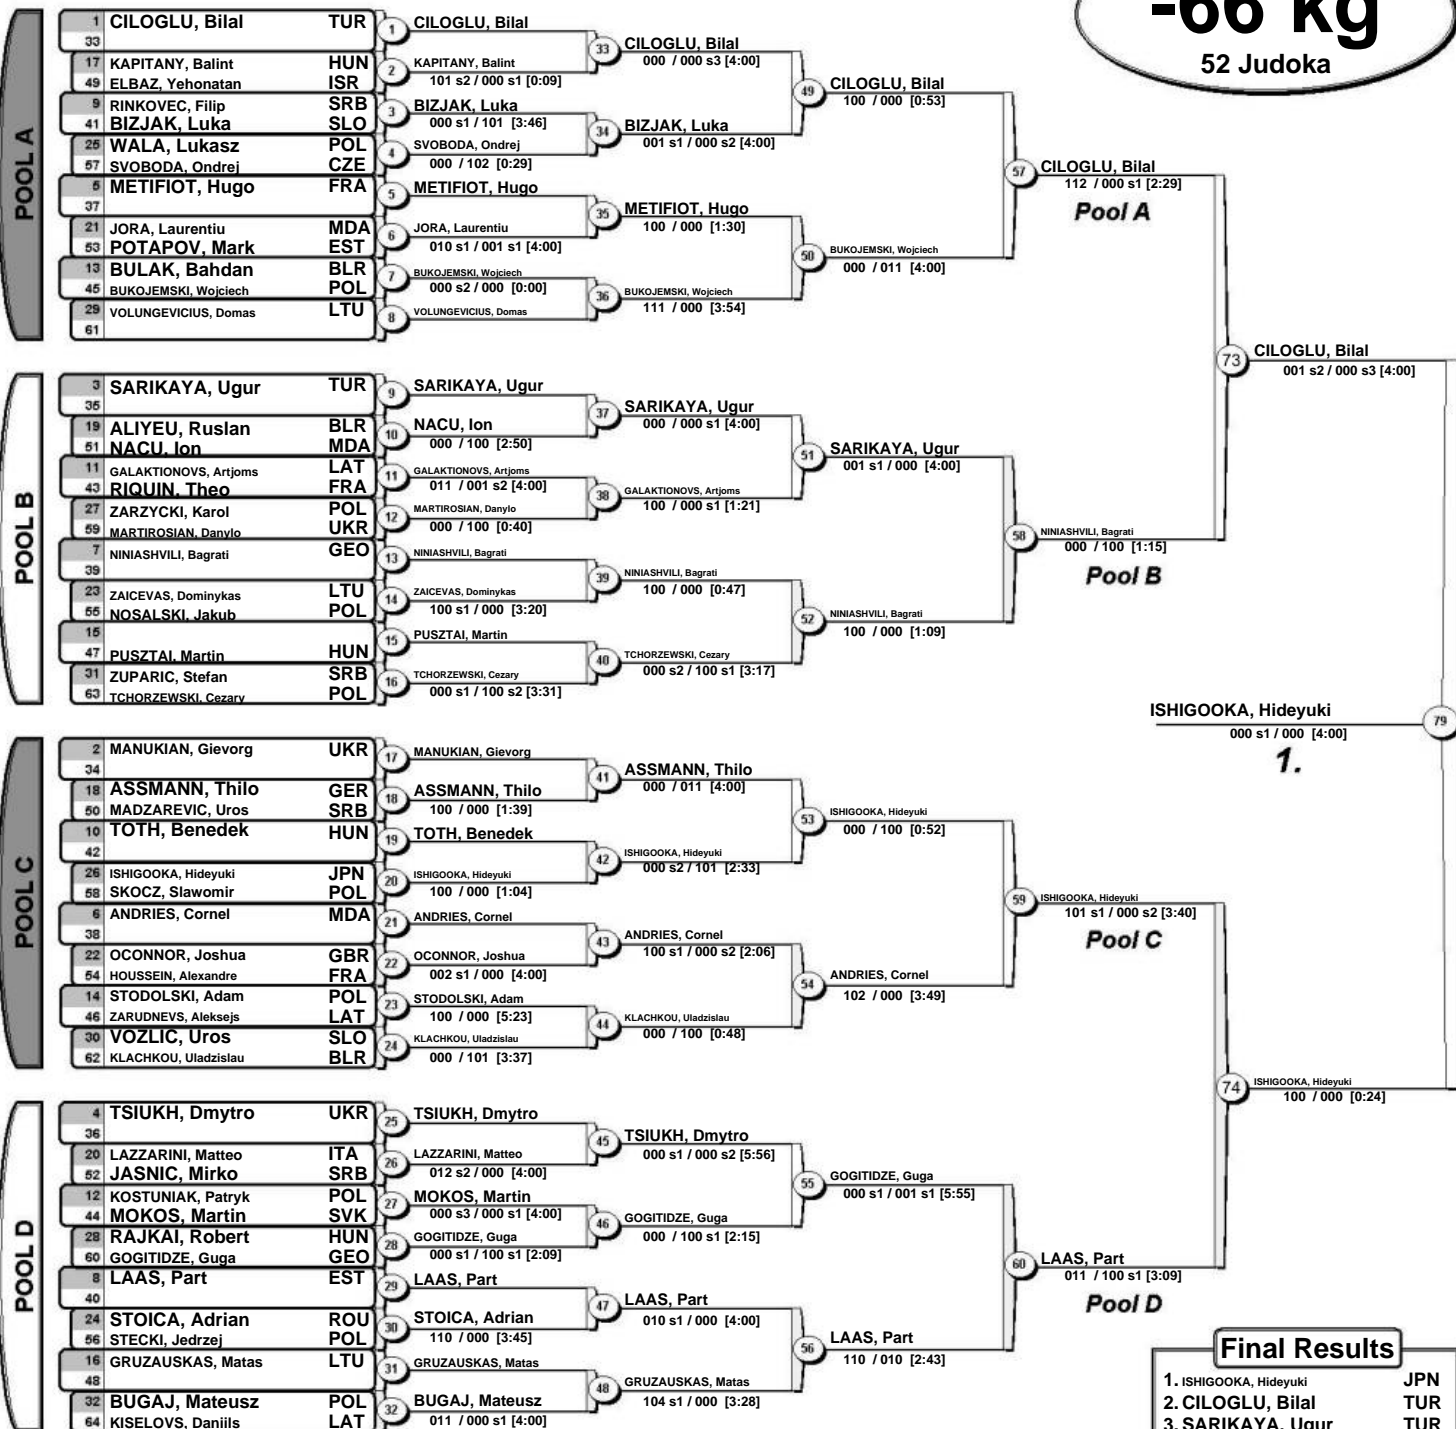 -66 kg
52 Judoka
POOL A
1 CILOGLU, Bilal TUR
33
17 KAPITANY, Balint HUN
49 ELBAZ, Yehonatan ISR
9 RINKOVEC, Filip SRB
41 BIZJAK, Luka SLO
25 WALA, Lukasz POL
57 SVOBODA, Ondrej CZE
5 METIFIOT, Hugo FRA
37
21 JORA, Laurentiu MDA
53 POTAPOV, Mark EST
13 BULAK, Bahdan BLR
45 BUKOJEMSKI, Wojciech POL
29 VOLUNGEVICIUS, Domas LTU
61
1 CILOGLU, Bilal
2 KAPITANY, Balint
101 s2 / 000 s1 [0:09]
3 BIZJAK, Luka
000 s1 / 101 [3:46]
4 SVOBODA, Ondrej
000 / 102 [0:29]
5 METIFIOT, Hugo
6 JORA, Laurentiu
010 s1 / 001 s1 [4:00]
7 BUKOJEMSKI, Wojciech
000 s2 / 000 [0:00]
8 VOLUNGEVICIUS, Domas
33 CILOGLU, Bilal
000 / 000 s3 [4:00]
34 BIZJAK, Luka
001 s1 / 000 s2 [4:00]
35 METIFIOT, Hugo
100 / 000 [1:30]
36 BUKOJEMSKI, Wojciech
111 / 000 [3:54]
49 CILOGLU, Bilal
100 / 000 [0:53]
50 BUKOJEMSKI, Wojciech
000 / 011 [4:00]
57 CILOGLU, Bilal
112 / 000 s1 [2:29]
Pool A
POOL B
3 SARIKAYA, Ugur TUR
35
19 ALIYEU, Ruslan BLR
51 NACU, Ion MDA
11 GALAKTIONOVS, Artjoms LAT
43 RIQUIN, Theo FRA
27 ZARZYCKI, Karol POL
59 MARTIROSIAN, Danylo UKR
7 NINIASHVILI, Bagrati GEO
39
23 ZAICEVAS, Dominykas LTU
55 NOSALSKI, Jakub POL
15
47 PUSZTAI, Martin HUN
31 ZUPARIC, Stefan SRB
63 TCHORZEWSKI, Cezary POL
9 SARIKAYA, Ugur
10 NACU, Ion
000 / 100 [2:50]
11 GALAKTIONOVS, Artjoms
011 / 001 s2 [4:00]
12 MARTIROSIAN, Danylo
000 / 100 [0:40]
13 NINIASHVILI, Bagrati
14 ZAICEVAS, Dominykas
100 s1 / 000 [3:20]
15 PUSZTAI, Martin
16 TCHORZEWSKI, Cezary
000 s1 / 100 s2 [3:31]
37 SARIKAYA, Ugur
000 / 000 s1 [4:00]
38 GALAKTIONOVS, Artjoms
100 / 000 s1 [1:21]
39 NINIASHVILI, Bagrati
100 / 000 [0:47]
40 TCHORZEWSKI, Cezary
000 s2 / 100 s1 [3:17]
51 SARIKAYA, Ugur
001 s1 / 000 [4:00]
52 NINIASHVILI, Bagrati
100 / 000 [1:09]
58 NINIASHVILI, Bagrati
000 / 100 [1:15]
Pool B
73 CILOGLU, Bilal
001 s2 / 000 s3 [4:00]
ISHIGOOKA, Hideyuki 79
000 s1 / 000 [4:00]
1.
POOL C
2 MANUKIAN, Gievorg UKR
34
18 ASSMANN, Thilo GER
50 MADZAREVIC, Uros SRB
10 TOTH, Benedek HUN
42
26 ISHIGOOKA, Hideyuki JPN
58 SKOCZ, Slawomir POL
6 ANDRIES, Cornel MDA
38
22 OCONNOR, Joshua GBR
54 HOUSSEIN, Alexandre FRA
14 STODOLSKI, Adam POL
46 ZARUDNEVS, Aleksejs LAT
30 VOZLIC, Uros SLO
62 KLACHKOU, Uladzislau BLR
17 MANUKIAN, Gievorg
18 ASSMANN, Thilo
100 / 000 [1:39]
19 TOTH, Benedek
20 ISHIGOOKA, Hideyuki
100 / 000 [1:04]
21 ANDRIES, Cornel
22 OCONNOR, Joshua
002 s1 / 000 [4:00]
23 STODOLSKI, Adam
100 / 000 [5:23]
24 KLACHKOU, Uladzislau
000 / 101 [3:37]
41 ASSMANN, Thilo
000 / 011 [4:00]
42 ISHIGOOKA, Hideyuki
000 s2 / 101 [2:33]
43 ANDRIES, Cornel
100 s1 / 000 s2 [2:06]
44 KLACHKOU, Uladzislau
000 / 100 [0:48]
53 ISHIGOOKA, Hideyuki
000 / 100 [0:52]
54 ANDRIES, Cornel
102 / 000 [3:49]
59 ISHIGOOKA, Hideyuki
101 s1 / 000 s2 [3:40]
Pool C
POOL D
4 TSIUKH, Dmytro UKR
36
20 LAZZARINI, Matteo ITA
52 JASNIC, Mirko SRB
12 KOSTUNIAK, Patryk POL
44 MOKOS, Martin SVK
28 RAJKAI, Robert HUN
60 GOGITIDZE, Guga GEO
8 LAAS, Part EST
40
24 STOICA, Adrian ROU
56 STECKI, Jedrzej POL
16 GRUZAUSKAS, Matas LTU
48
32 BUGAJ, Mateusz POL
64 KISELOVS, Daniils LAT
25 TSIUKH, Dmytro
26 LAZZARINI, Matteo
012 s2 / 000 [4:00]
27 MOKOS, Martin
000 s3 / 000 s1 [4:00]
28 GOGITIDZE, Guga
000 s1 / 100 s1 [2:09]
29 LAAS, Part
30 STOICA, Adrian
110 / 000 [3:45]
31 GRUZAUSKAS, Matas
32 BUGAJ, Mateusz
011 / 000 s1 [4:00]
45 TSIUKH, Dmytro
000 s1 / 000 s2 [5:56]
46 GOGITIDZE, Guga
000 / 100 s1 [2:15]
47 LAAS, Part
010 s1 / 000 [4:00]
48 GRUZAUSKAS, Matas
104 s1 / 000 [3:28]
55 GOGITIDZE, Guga
000 s1 / 001 s1 [5:55]
56 LAAS, Part
110 / 010 [2:43]
60 LAAS, Part
011 / 100 s1 [3:09]
Pool D
74 ISHIGOOKA, Hideyuki
100 / 000 [0:24]
Final Results
1. ISHIGOOKA, Hideyuki JPN
2. CILOGLU, Bilal TUR
3. SARIKAYA, Ugur TUR